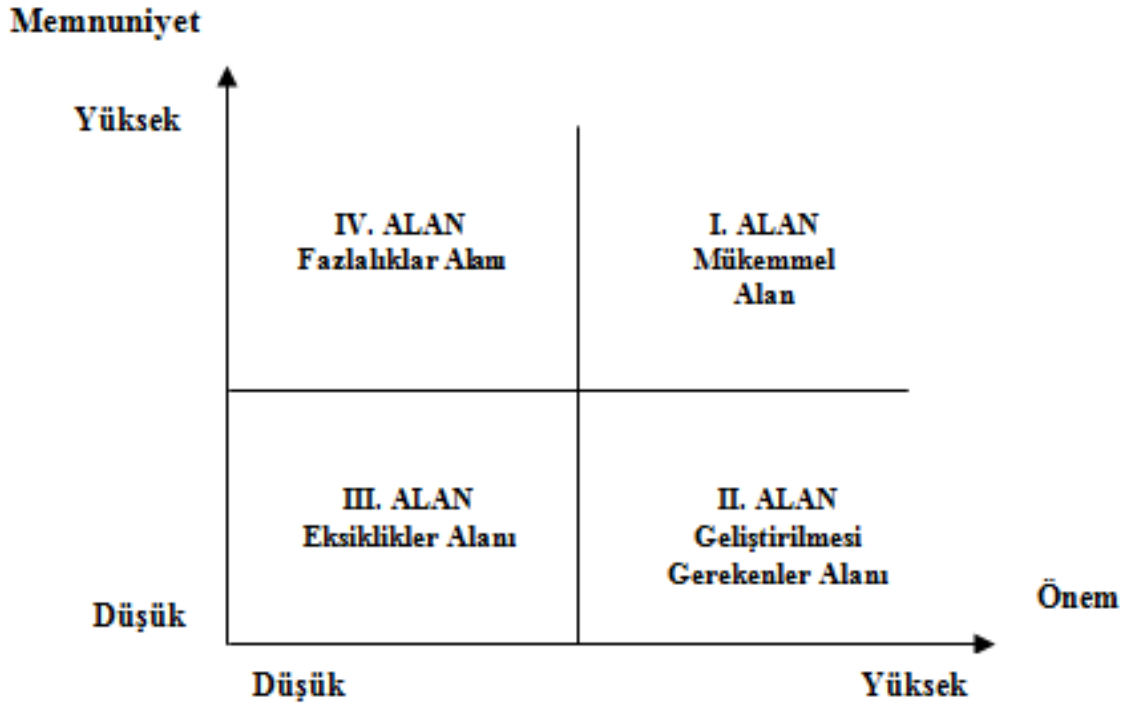 Memnuniyet
Yüksek
IV. ALAN
Fazlalıklar Alanı
I. ALAN
Mükemmel
Alan
III. ALAN
Eksiklikler Alanı
II. ALAN
Geliştirilmesi
Gerekenler Alanı
Önem
Düşük
Düşük
Yüksek